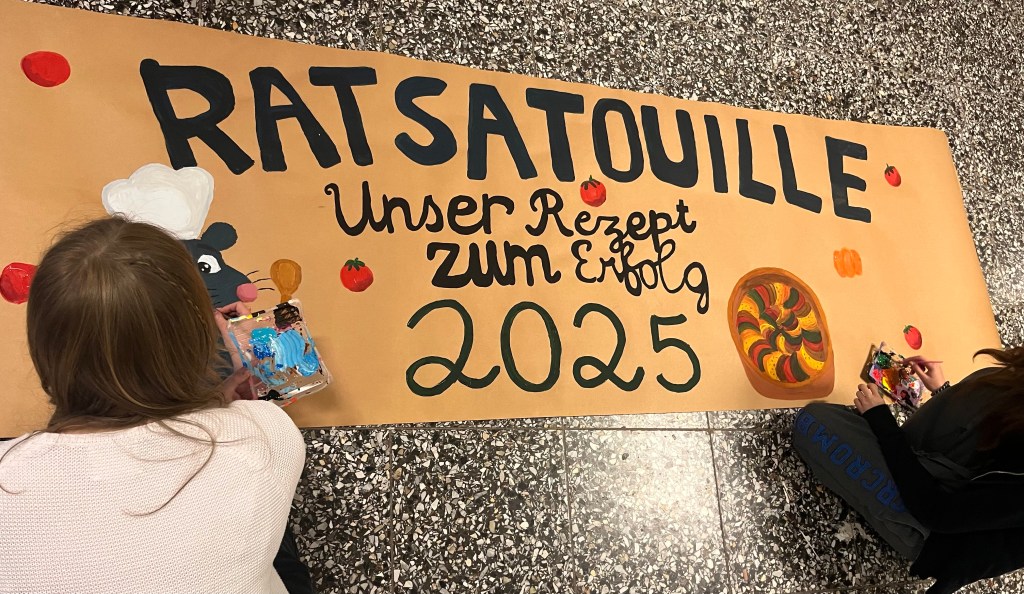 RATSATOUILLE
Unser Rezept
zum Erfolg
2025